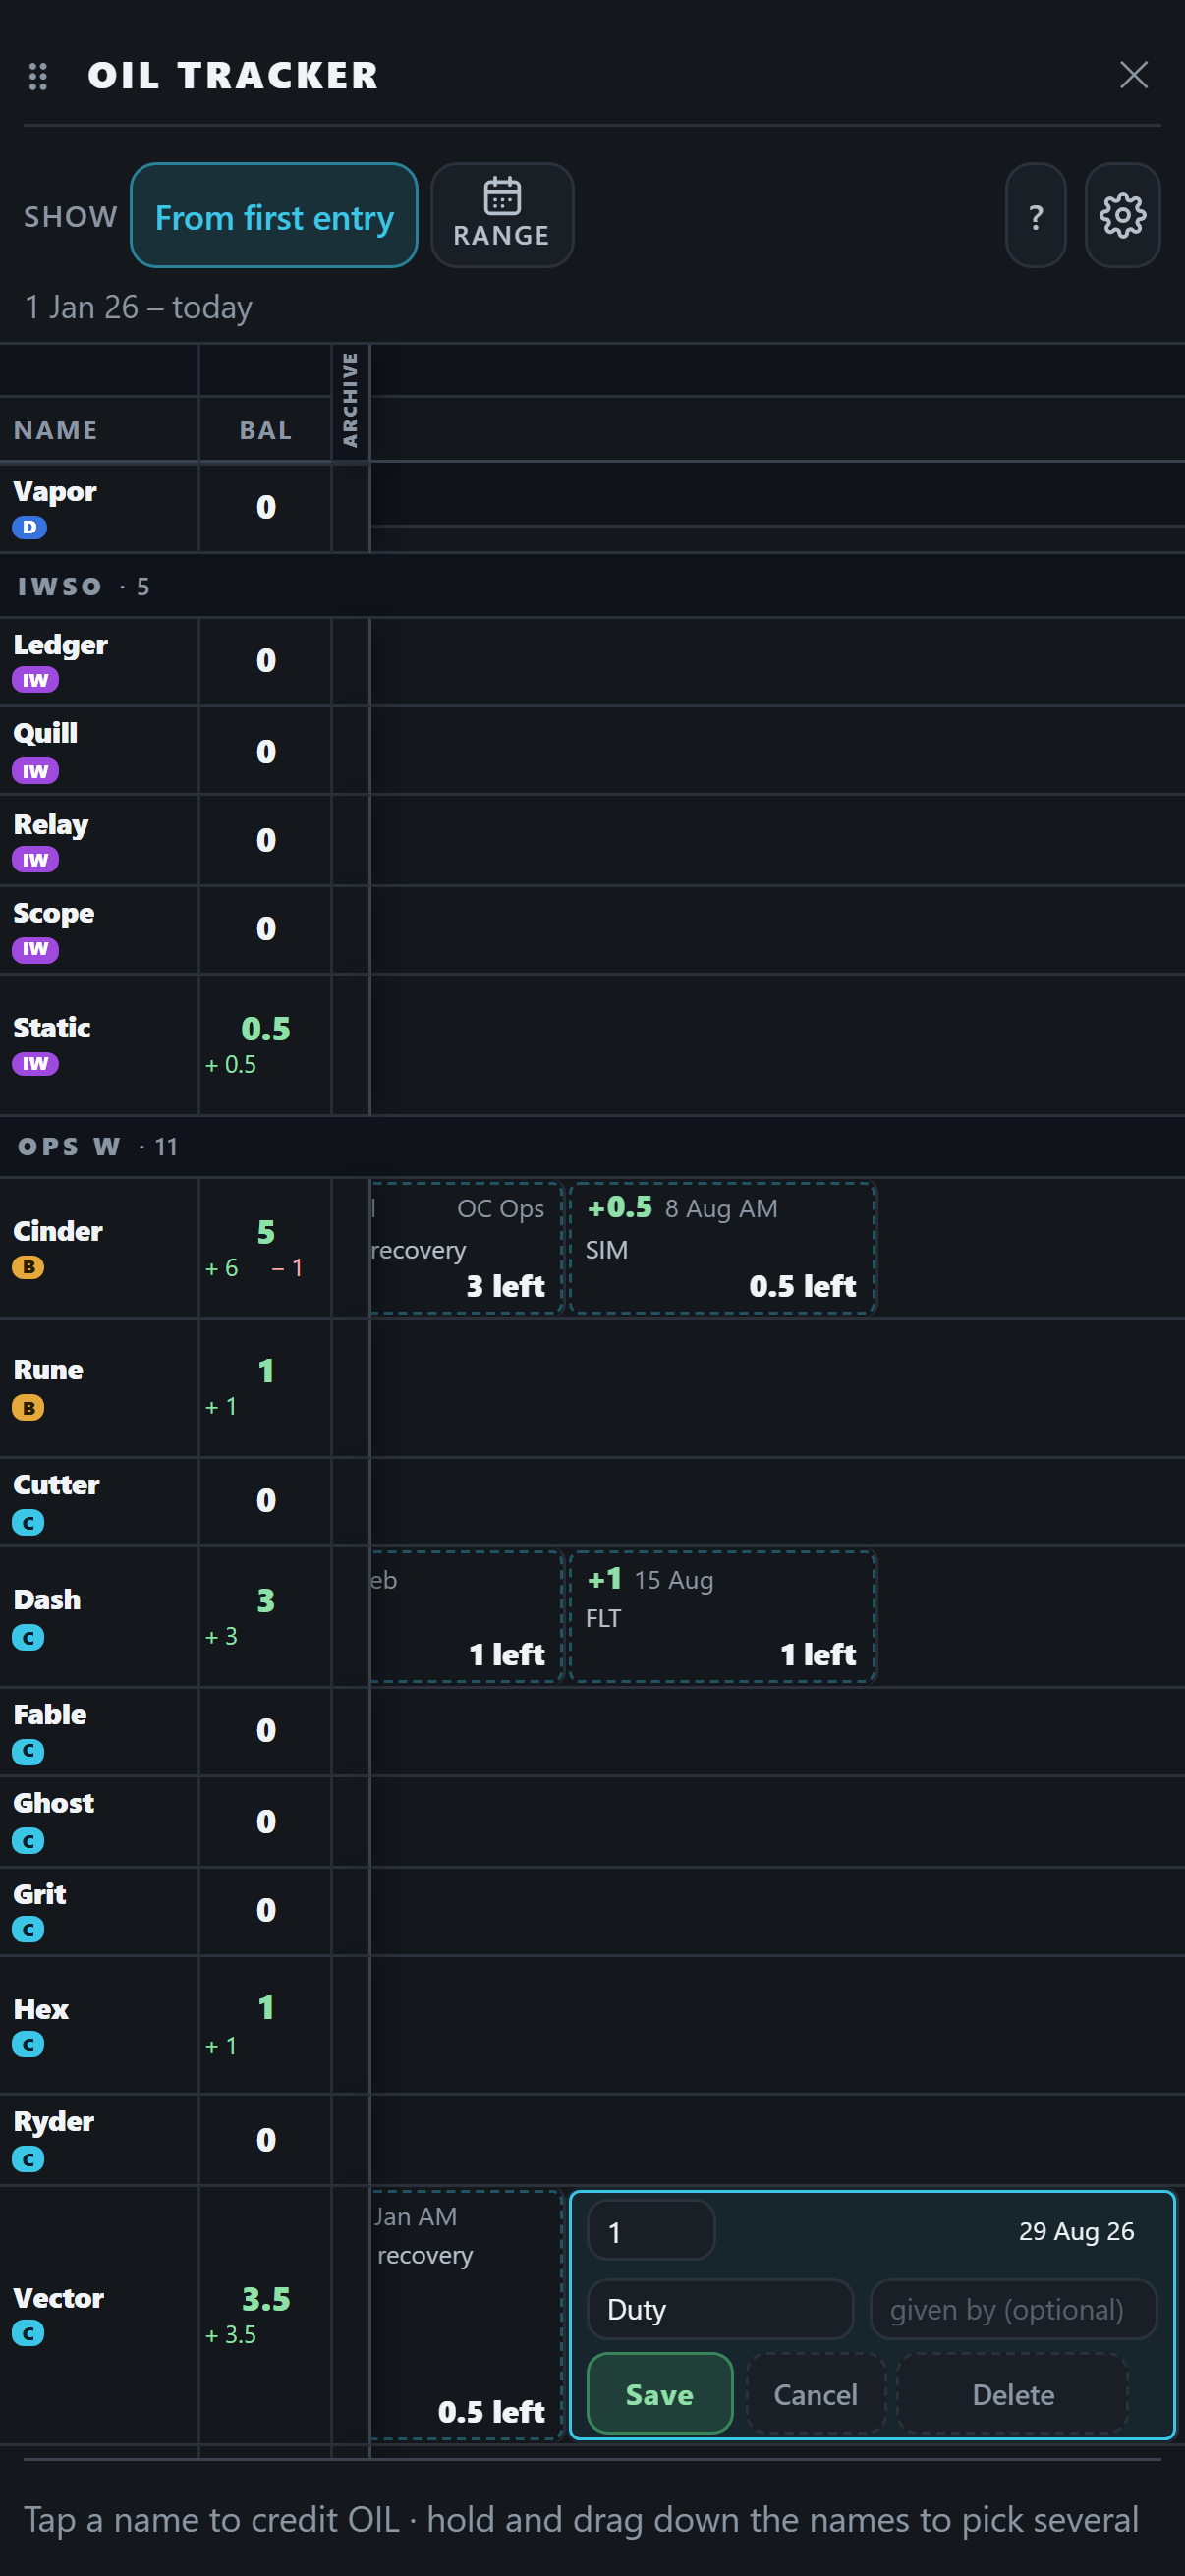 OIL TRACKER
SHOW From first entry RANGE ?
1 Jan 26 – today
ARCHIVE
NAME BAL
Vapor 0
D
IWSO · 5
Ledger 0
IW
Quill 0
IW
Relay 0
IW
Scope 0
IW
Static 0.5
IW + 0.5
OPS W · 11
Cinder 5
B + 6 – 1
OC Ops
recovery
3 left
+0.5 8 Aug AM
SIM
0.5 left
Rune 1
B + 1
Cutter 0
C
Dash 3
C + 3
eb
1 left
+1 15 Aug
FLT
1 left
Fable 0
C
Ghost 0
C
Grit 0
C
Hex 1
C + 1
Ryder 0
C
Vector 3.5
C + 3.5
Jan AM
recovery
0.5 left
1 29 Aug 26
Duty given by (optional)
Save Cancel Delete
Tap a name to credit OIL · hold and drag down the names to pick several